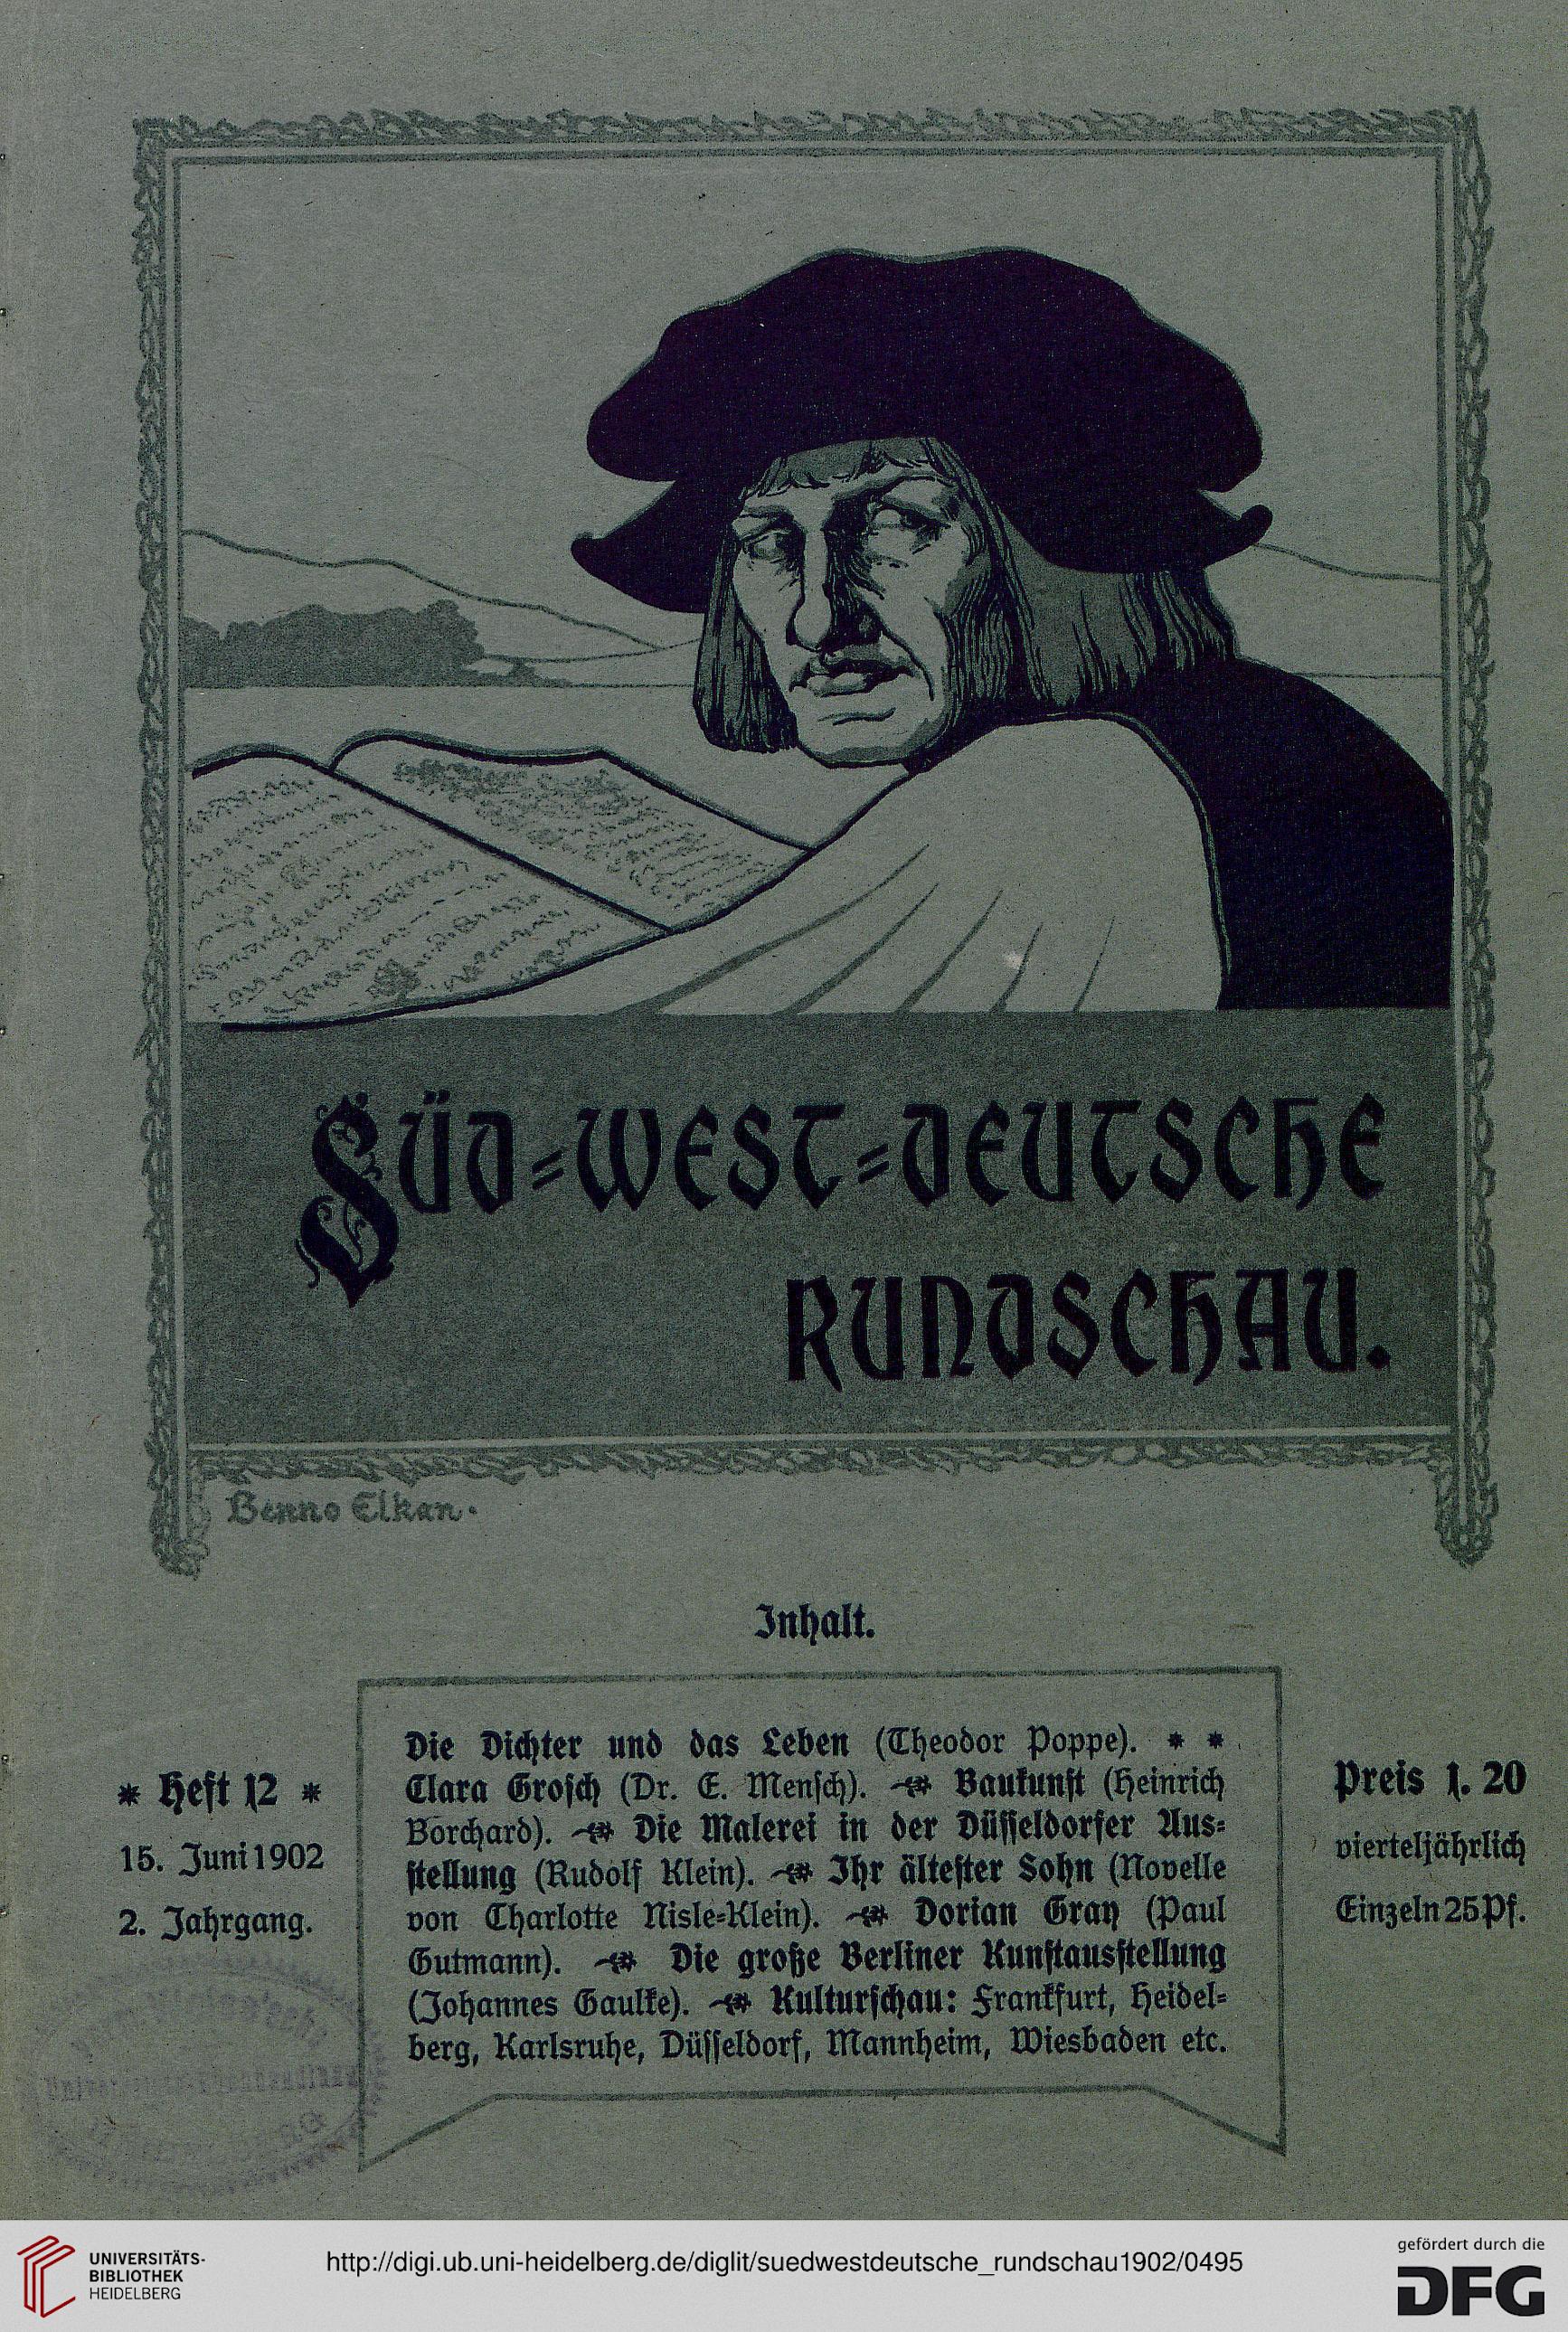 Süd=West=Deutsche
Rundschau.
Benno Elkan.
Inhalt.
* Heft 12 *
15. Juni 1902
2. Jahrgang.
Die Dichter und das Leben (Theodor Poppe). * *
Clara Grosch (Dr. E. Mensch). Baukunst (Heinrich
Borchard). Die Malerei in der Düsseldorfer Aus=
stellung (Rudolf Klein). Ihr ältester Sohn (Novelle
von Charlotte Nisle=Klein). Dorian Gray (Paul
Gutmann). Die große Berliner Kunstausstellung
(Johannes Gaulke). Kulturschau: Frankfurt, Heidel=
berg, Karlsruhe, Düsseldorf, Mannheim, Wiesbaden etc.
Preis 1. 20
vierteljährlich
Einzeln 25 Pf.
UNIVERSITÄTS-
BIBLIOTHEK
HEIDELBERG
http://digi.ub.uni-heidelberg.de/diglit/suedwestdeutsche_rundschau1902/0495
gefördert durch die
DFG